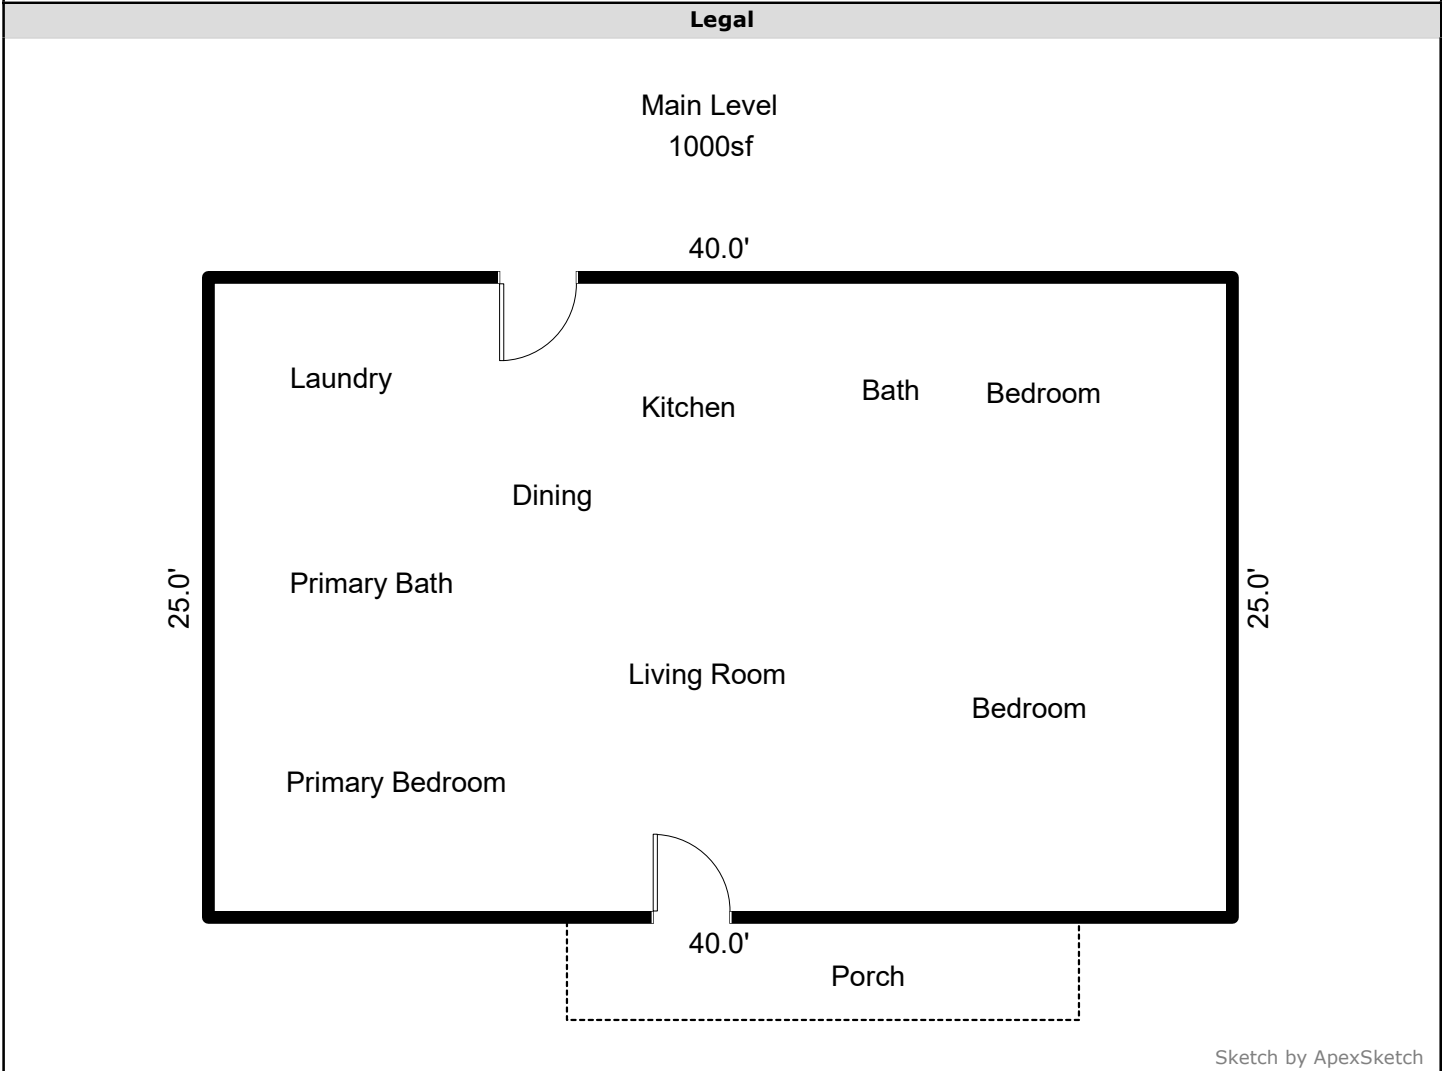 Legal
Main Level
1000sf
40.0'
Laundry
Kitchen
Bath
Bedroom
Dining
25.0'
Primary Bath
25.0'
Living Room
Bedroom
Primary Bedroom
40.0'
Porch
Sketch by ApexSketch